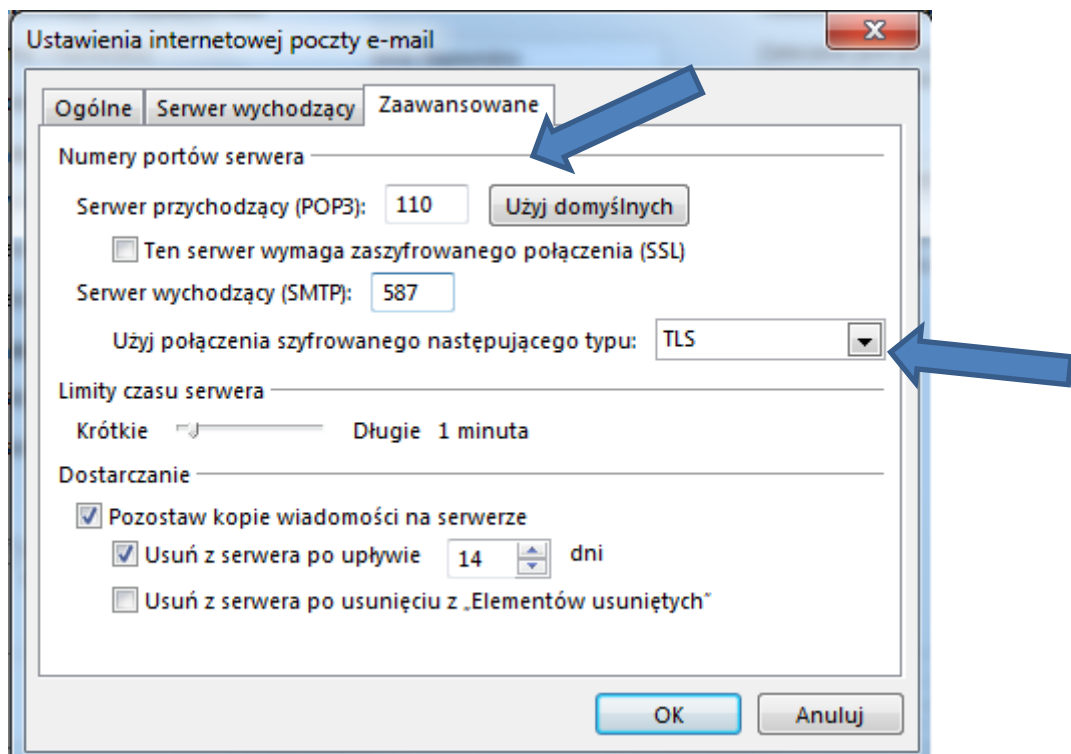 Ustawienia internetowej poczty e-mail
Ogólne Serwer wychodzący Zaawansowane
Numery portów serwera
Serwer przychodzący (POP3): 110 Użyj domyślnych
Ten serwer wymaga zaszyfrowanego połączenia (SSL)
Serwer wychodzący (SMTP): 587
Użyj połączenia szyfrowanego następującego typu: TLS
Limity czasu serwera
Krótkie Długie 1 minuta
Dostarczanie
Pozostaw kopie wiadomości na serwerze
Usuń z serwera po upływie 14 dni
Usuń z serwera po usunięciu z „Elementów usuniętych”
OK Anuluj